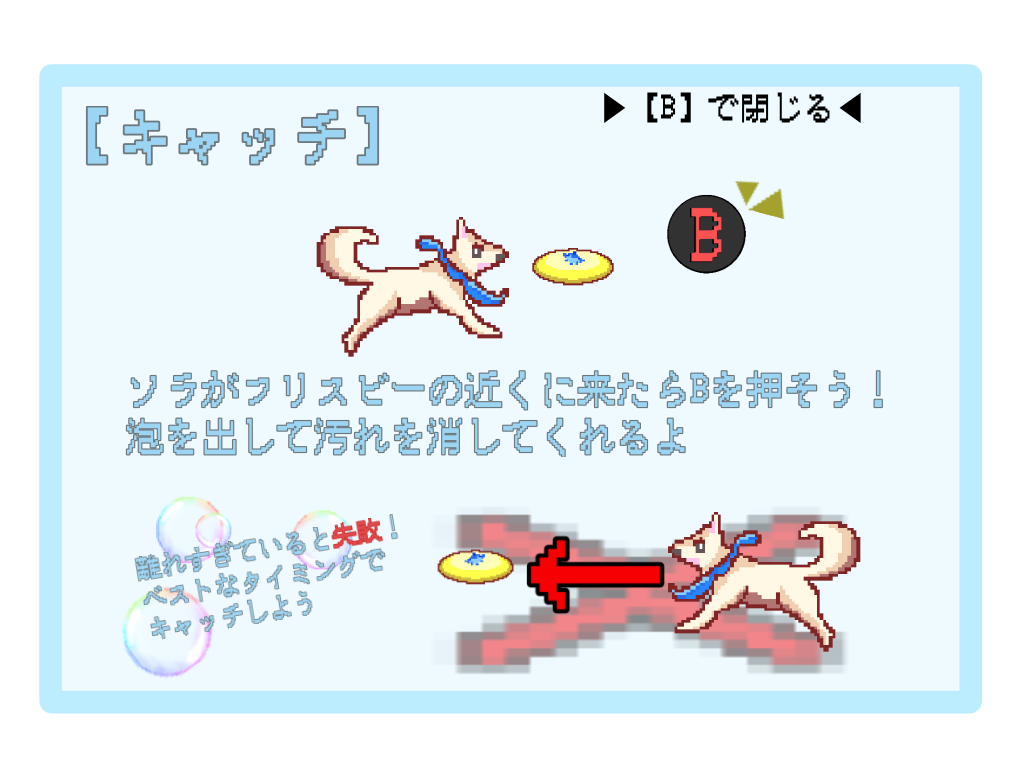 【キャッチ】
▶【B】で閉じる◀
B
ソラがフリスビーの近くに来たらBを押そう！
泡を出して汚れを消してくれるよ
離れすぎていると失敗！
ベストなタイミングで
キャッチしよう